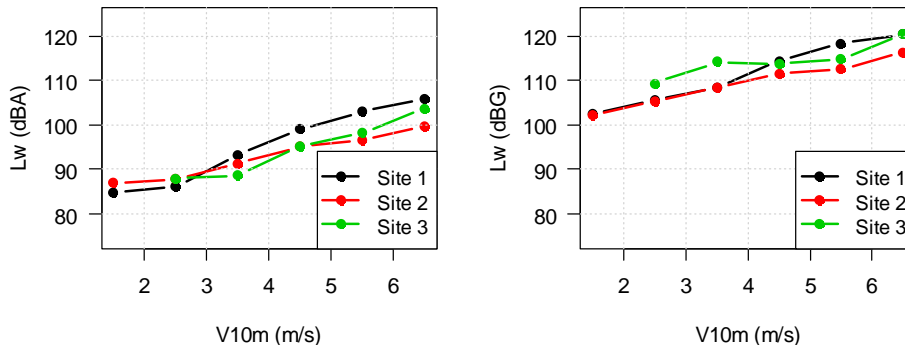 120
110
100
90
80
Lw (dBA)
2 3 4 5 6
V10m (m/s)
Site 1
Site 2
Site 3
120
110
100
90
80
Lw (dBG)
2 3 4 5 6
V10m (m/s)
Site 1
Site 2
Site 3